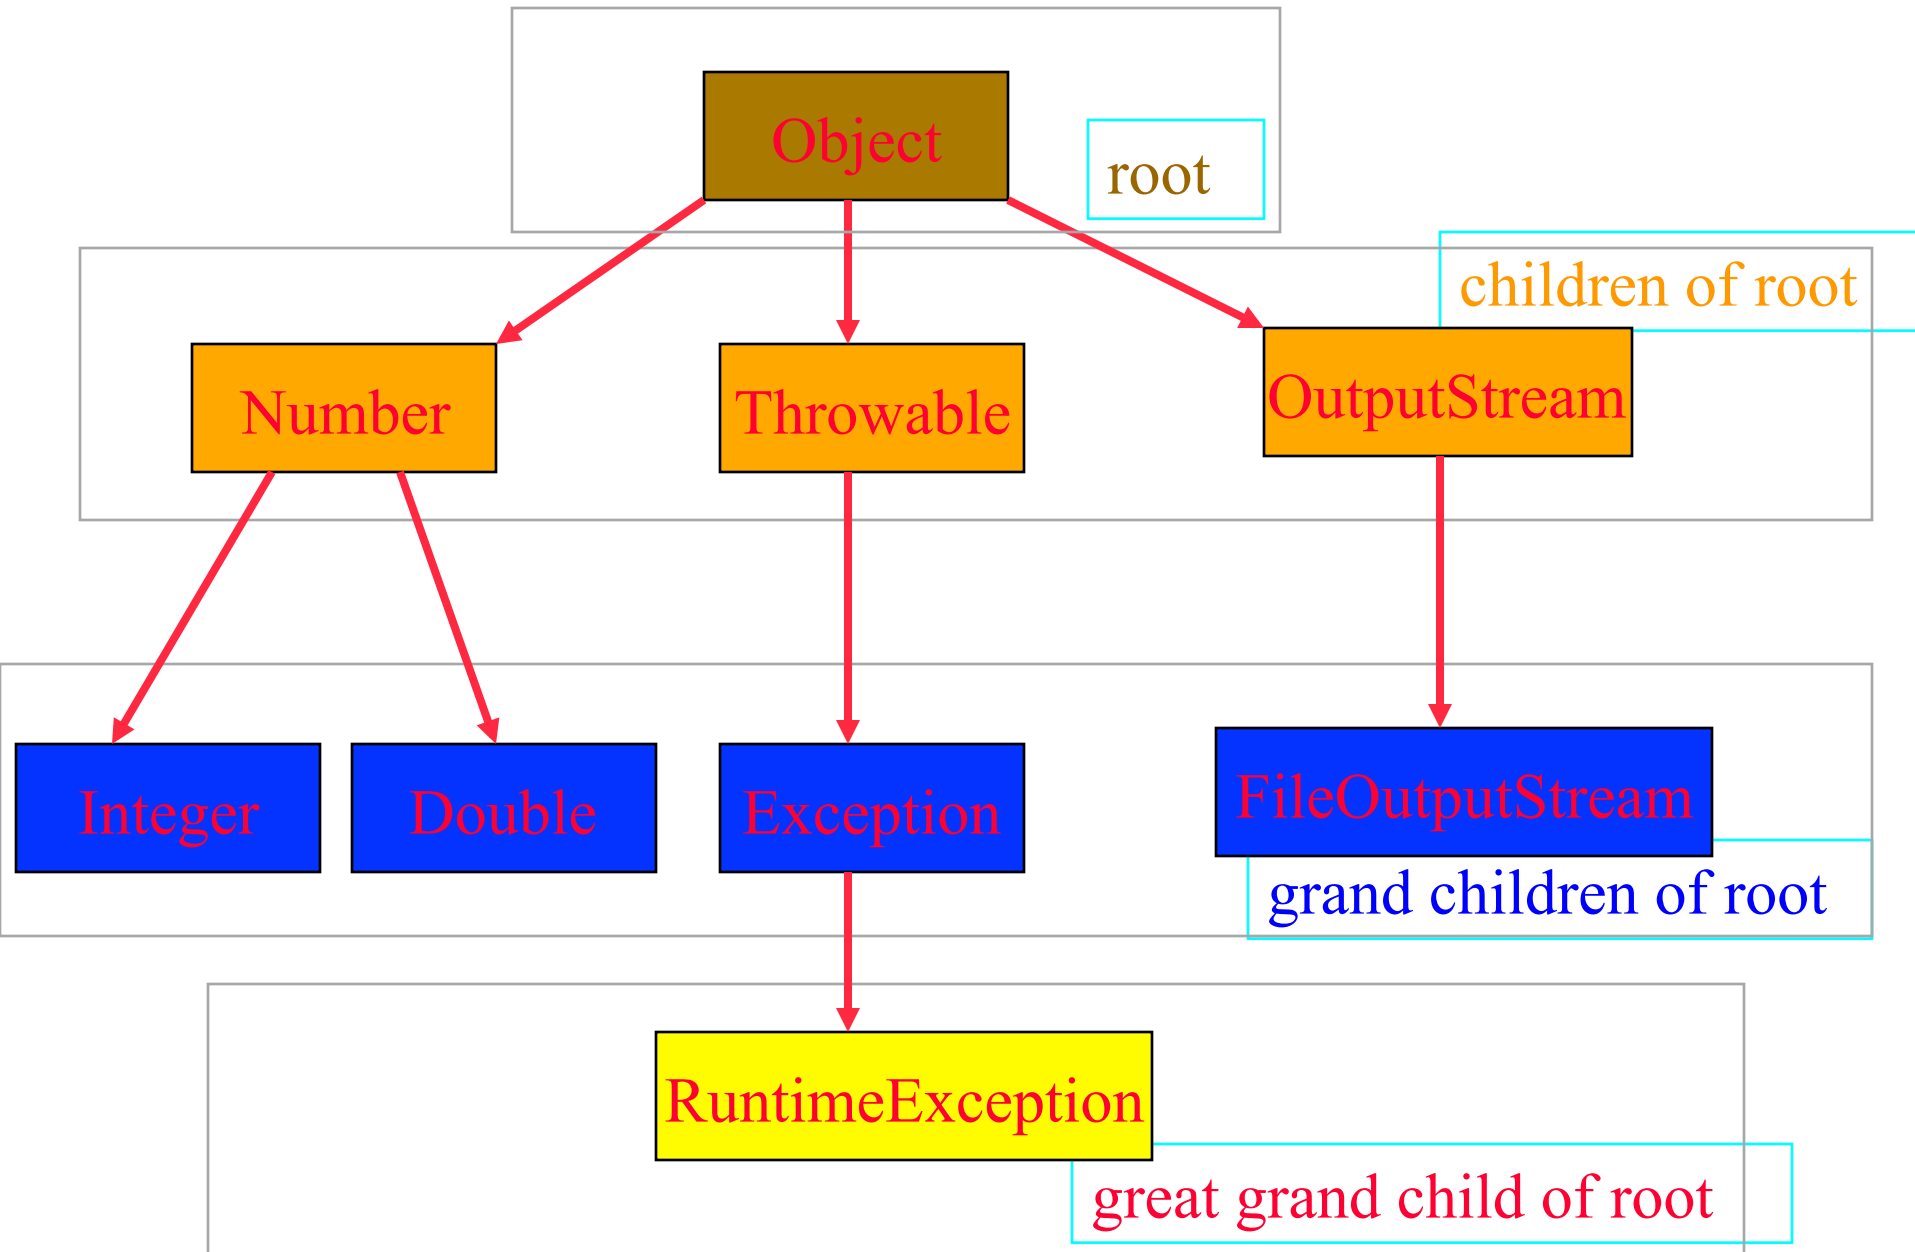 Object
root
children of root
Number
Throwable
OutputStream
Integer
Double
Exception
FileOutputStream
grand children of root
RuntimeException
great grand child of root